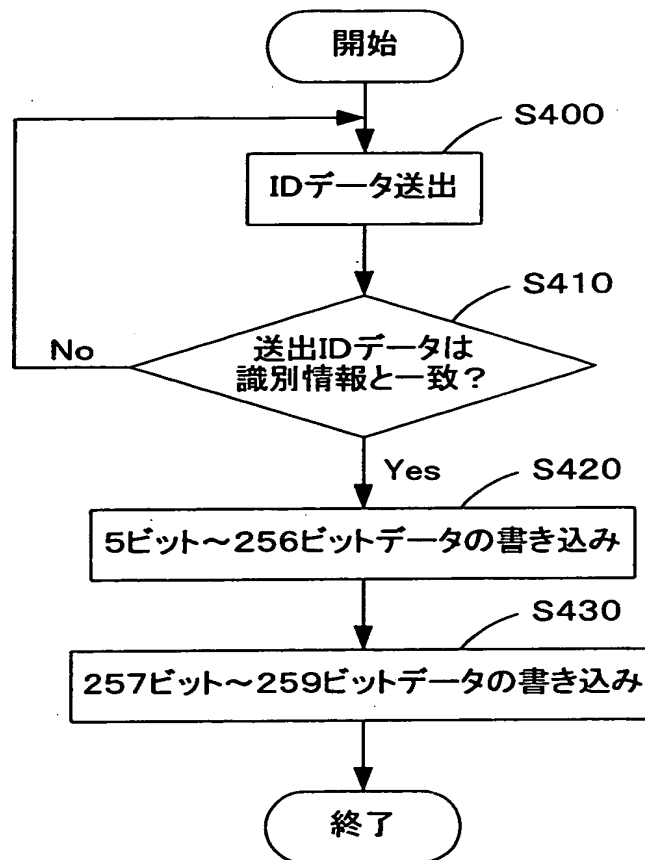 開始
S400
IDデータ送出
S410
送出IDデータは
識別情報と一致？
No
Yes
S420
5ビット～256ビットデータの書き込み
S430
257ビット～259ビットデータの書き込み
終了